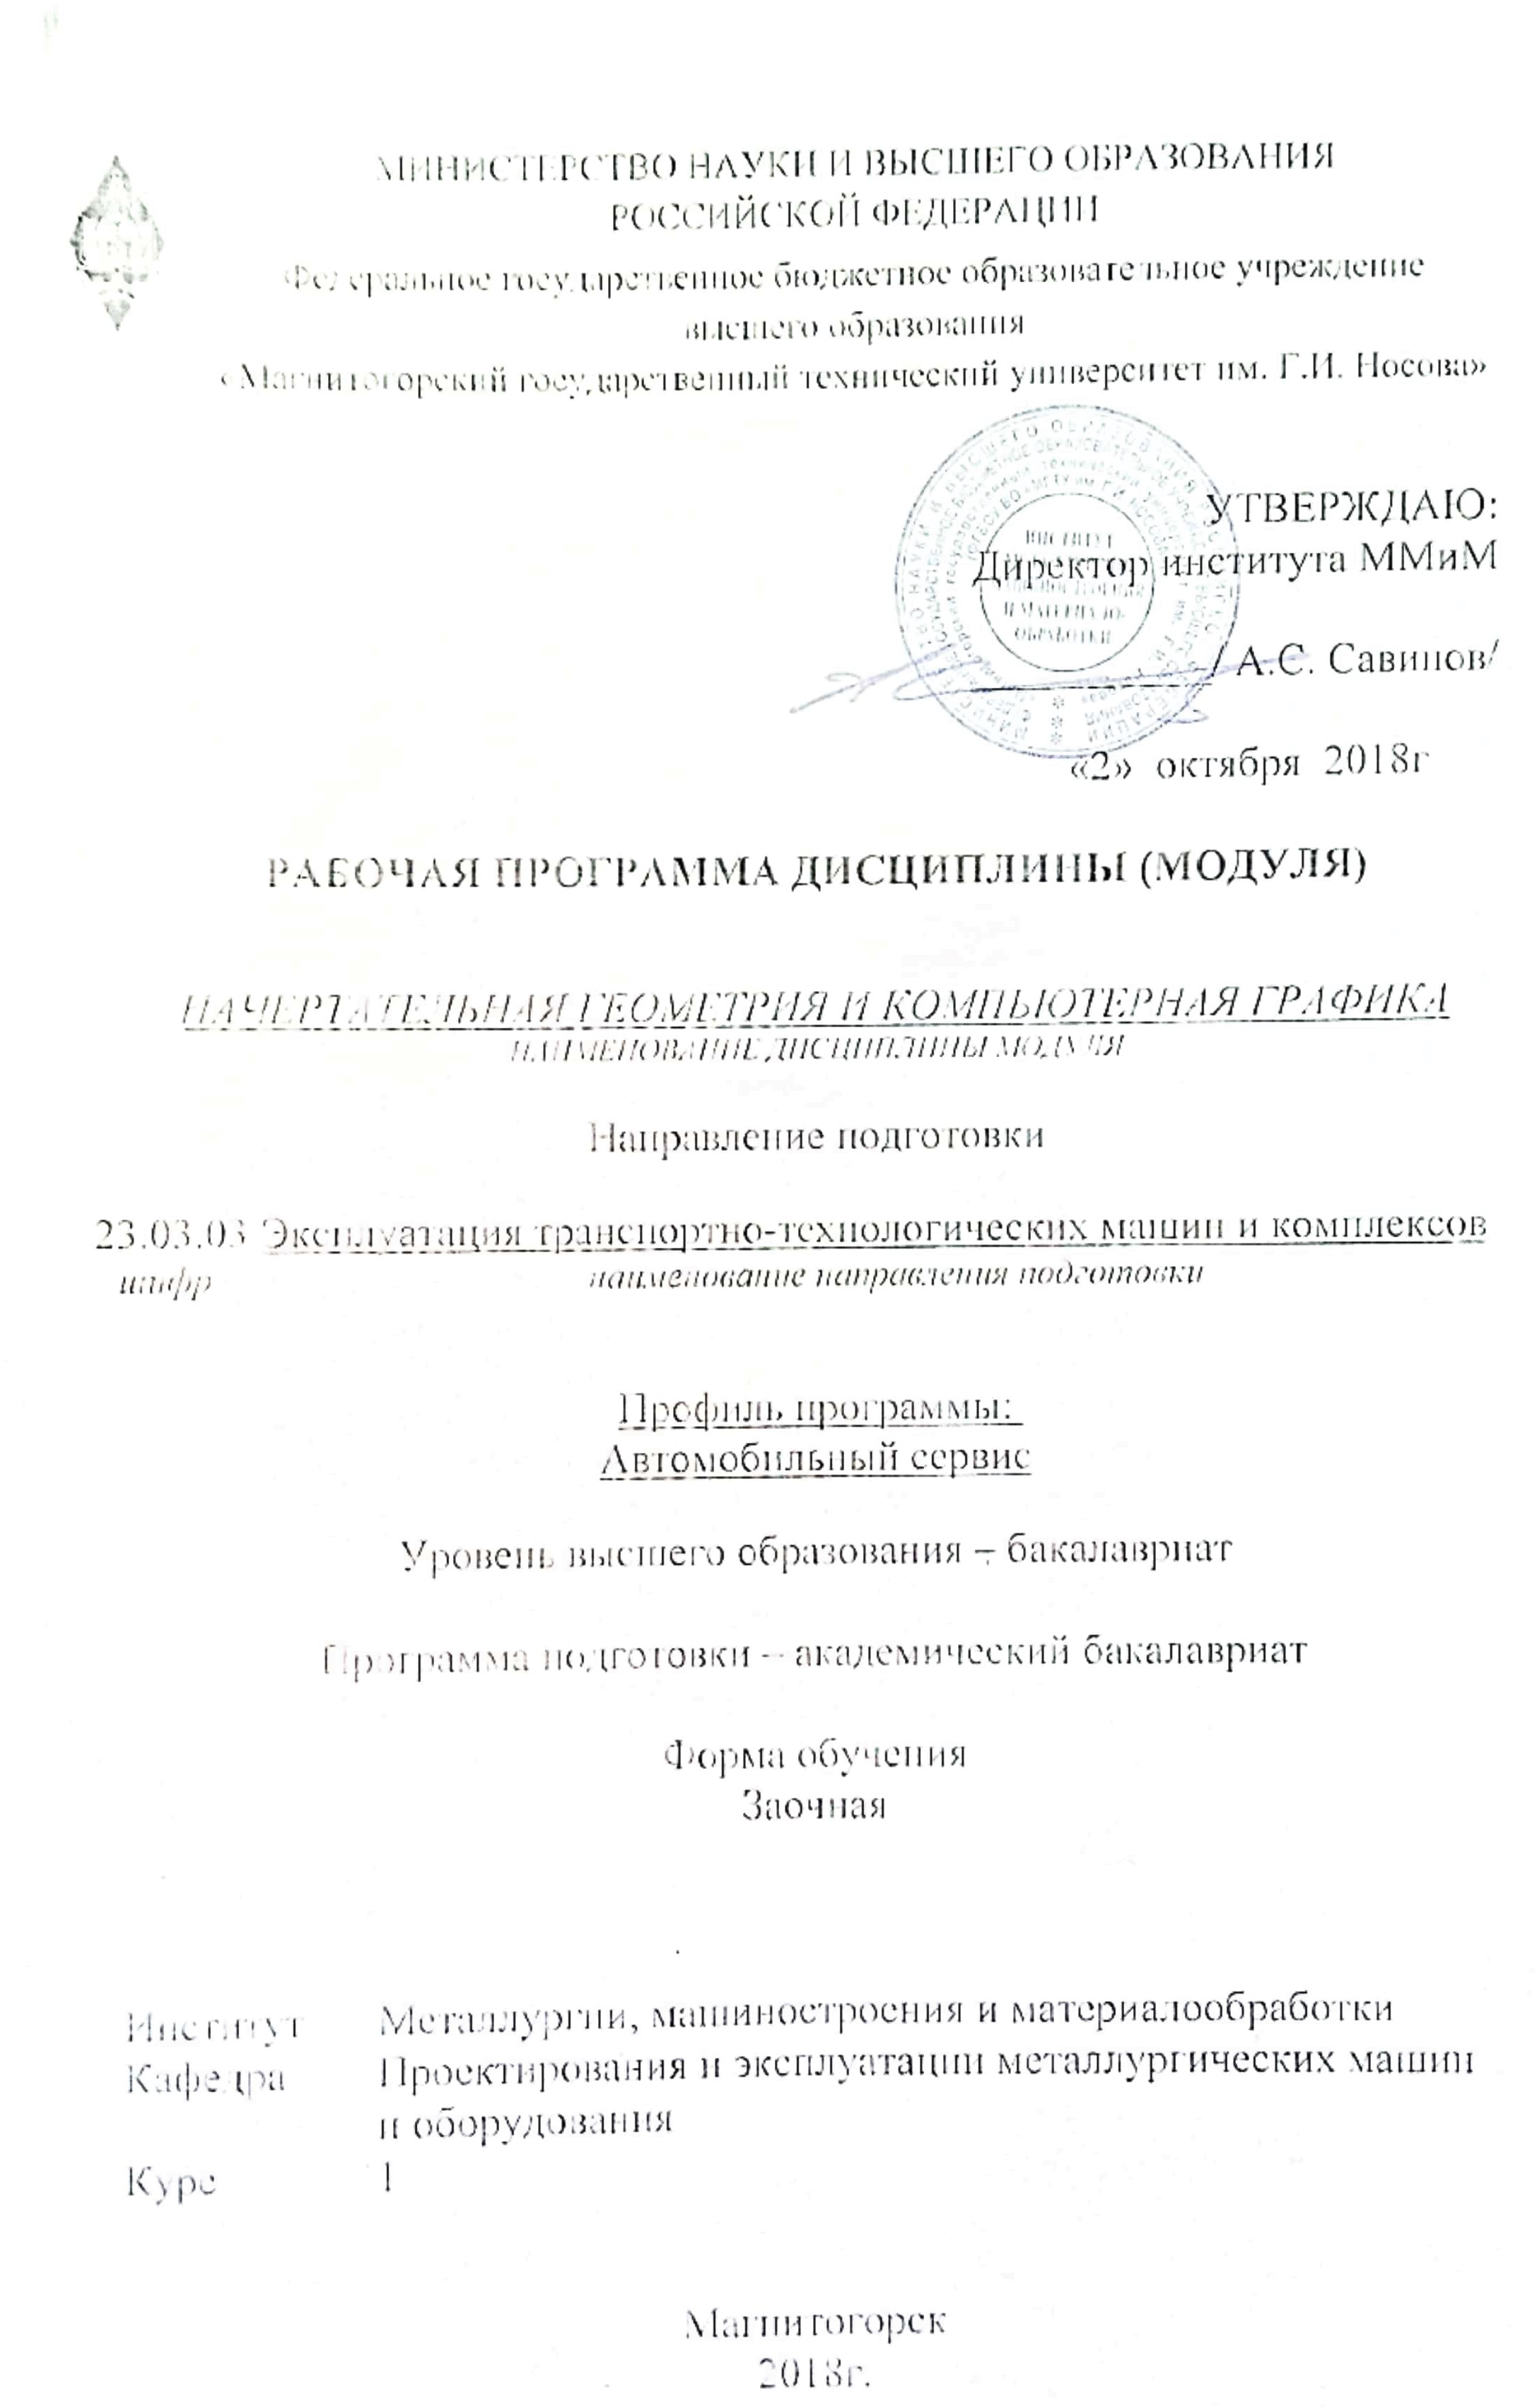 МИНИСТЕРСТВО НАУКИ И ВЫСШЕГО ОБРАЗОВАНИЯ
РОССИЙСКОЙ ФЕДЕРАЦИИ
Федеральное государственное бюджетное образовательное учреждение
высшего образования
«Магнитогорский государственный технический университет им. Г.И. Носова»
УТВЕРЖДАЮ:
Директор института ММиМ
/ А.С. Савинов/
«2» октября 2018г
РАБОЧАЯ ПРОГРАММА ДИСЦИПЛИНЫ (МОДУЛЯ)
НАЧЕРТАТЕЛЬНАЯ ГЕОМЕТРИЯ И КОМПЬЮТЕРНАЯ ГРАФИКА
НАИМЕНОВАНИЕ ДИСЦИПЛИНЫ МОДУЛЯ
Направление подготовки
23.03.03 Эксплуатация транспортно-технологических машин и комплексов
шифр наименование направления подготовки
Профиль программы:
Автомобильный сервис
Уровень высшего образования – бакалавриат
Программа подготовки – академический бакалавриат
Форма обучения
Заочная
Институт Металлургии, машиностроения и материалообработки
Кафедра Проектирования и эксплуатации металлургических машин
и оборудования
Курс 1
Магнитогорск
2018г.